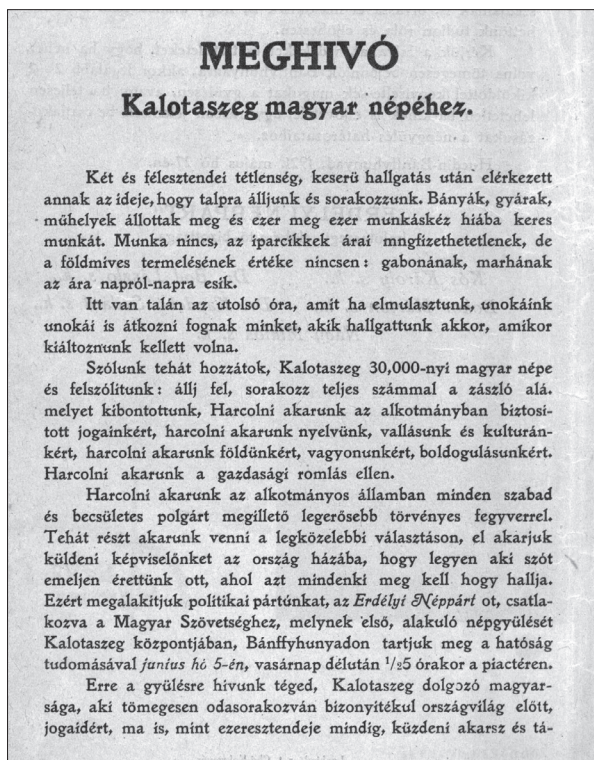 MEGHIVÓ
Kalotaszeg magyar népéhez.
Két és félesztendei tétlenség, keserü hallgatás után elérkezett
annak az ideje, hogy talpra álljunk és sorakozzunk. Bányák, gyárak,
műhelyek állottak meg és ezer meg ezer munkáskéz hiába keres
munkát. Munka nincs, az iparcikkek árai mngfizethetetlenek, de
a földmives termelésének értéke nincsen: gabonának, marhának
az ára napról-napra esik.
Itt van talán az utolsó óra, amit ha elmulasztunk, unokáink
unokái is átkozni fognak minket, akik hallgattunk akkor, amikor
kiáltoznunk kellett volna.
Szólunk tehát hozzátok, Kalotaszeg 30,000-nyi magyar népe
és felszólitunk: állj fel, sorakozz teljes számmal a zászló alá.
melyet kibontottunk, Harcolni akarunk az alkotmányban biztosi-
tott jogainkért, harcolni akarunk nyelvünk, vallásunk és kulturán-
kért, harcolni akarunk földünkért, vagyonunkért, boldogulásunkért.
Harcolni akarunk a gazdasági romlás ellen.
Harcolni akarunk az alkotmányos államban minden szabad
és becsületes polgárt megillető legerősebb törvényes fegyverrel.
Tehát részt akarunk venni a legközelebbi választáson, el akarjuk
küldeni képviselőnket az ország házába, hogy legyen aki szót
emeljen érettünk ott, ahol azt mindenki meg kell hogy hallja.
Ezért megalakitjuk politikai pártunkat, az Erdélyi Néppárt ot, csatla-
kozva a Magyar Szövetséghez, melynek első, alakuló népgyülését
Kalotaszeg központjában, Bánffyhunyadon tartjuk meg a hatóság
tudomásával junius hó 5-én, vasárnap délután 1/25 órakor a piactéren.
Erre a gyülésre hivunk téged, Kalotaszeg dolgozó magyar-
sága, aki tömegesen odasorakozván bizonyitékul országvilág előtt,
jogaidért, ma is, mint ezeresztendeje mindig, küzdeni akarsz és tá-